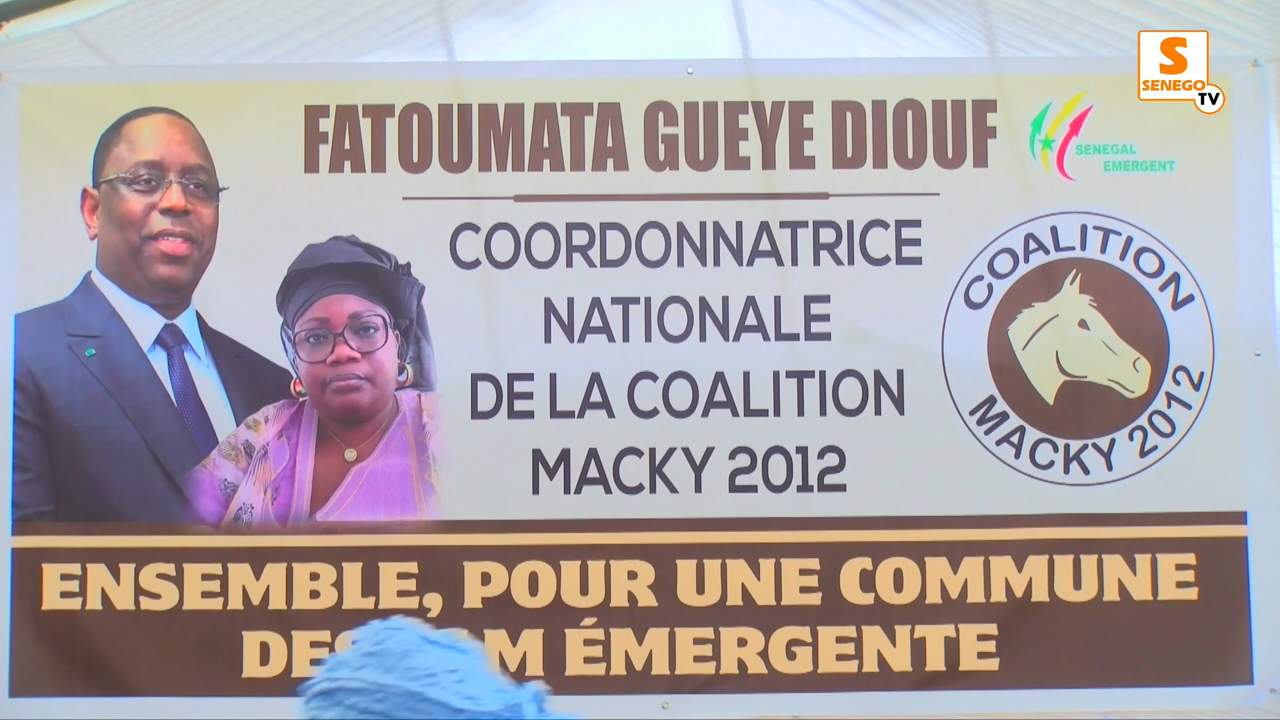 S
SENEGO
TV
FATOUMATA GUEYE DIOUF
SENEGAL
EMERGENT
COORDONNATRICE
NATIONALE
DE LA COALITION
MACKY 2012
COALITION
MACKY 2012
ENSEMBLE, POUR UNE COMMUNE
ÉMERGENTE